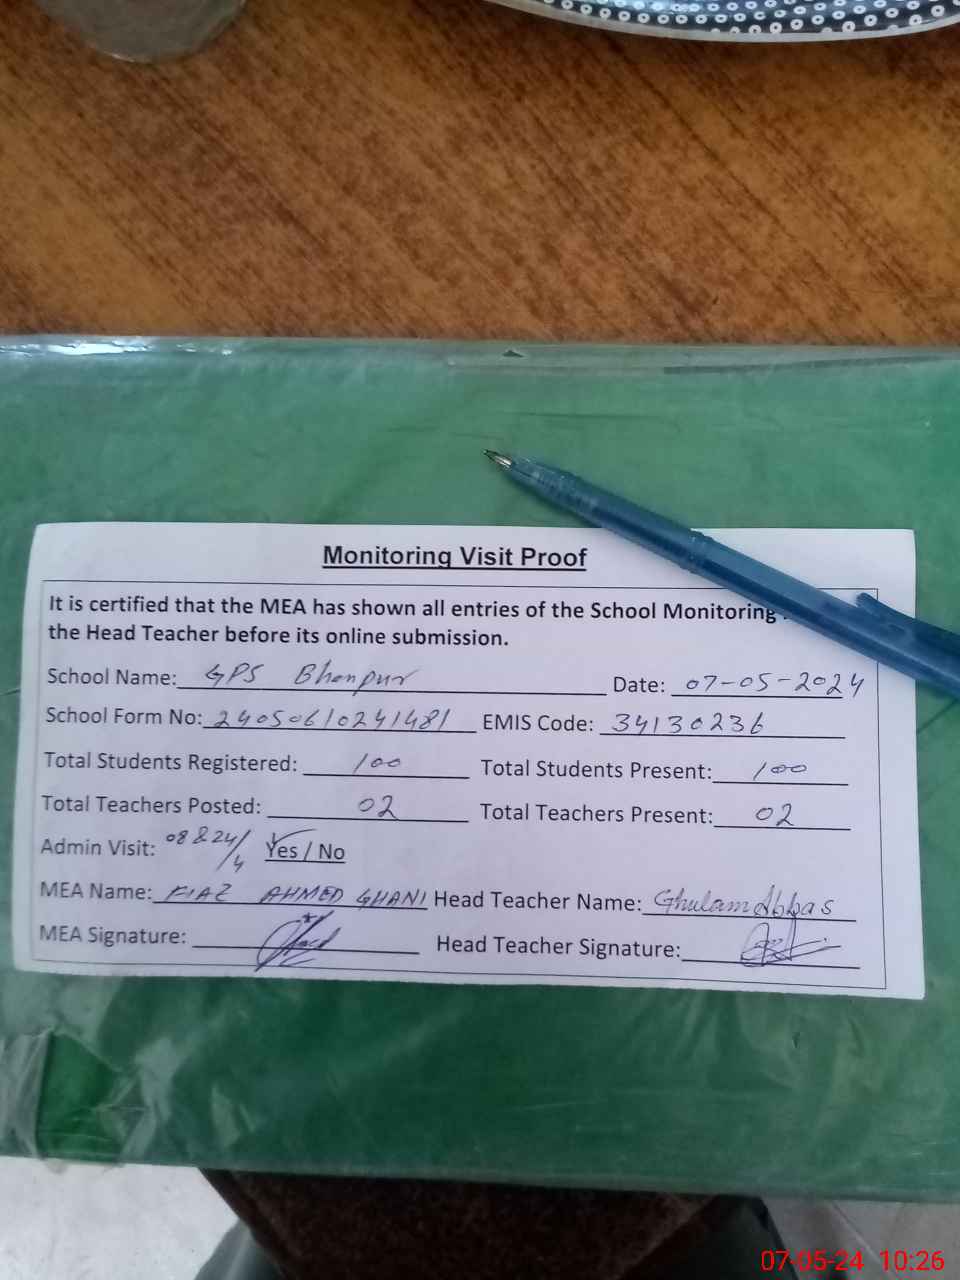 Monitoring Visit Proof
It is certified that the MEA has shown all entries of the School Monitoring
the Head Teacher before its online submission.
School Name: GPS Bhanpur Date: 07-05-2024
School Form No: 24050610241481 EMIS Code: 34130236
Total Students Registered: 100 Total Students Present: 100
Total Teachers Posted: 02 Total Teachers Present: 02
Admin Visit: 08 & 24/4 Yes / No
MEA Name: FIAZ AHMED GHANI Head Teacher Name: Ghulam Abbas
MEA Signature: Head Teacher Signature:
07-05-24 10:26